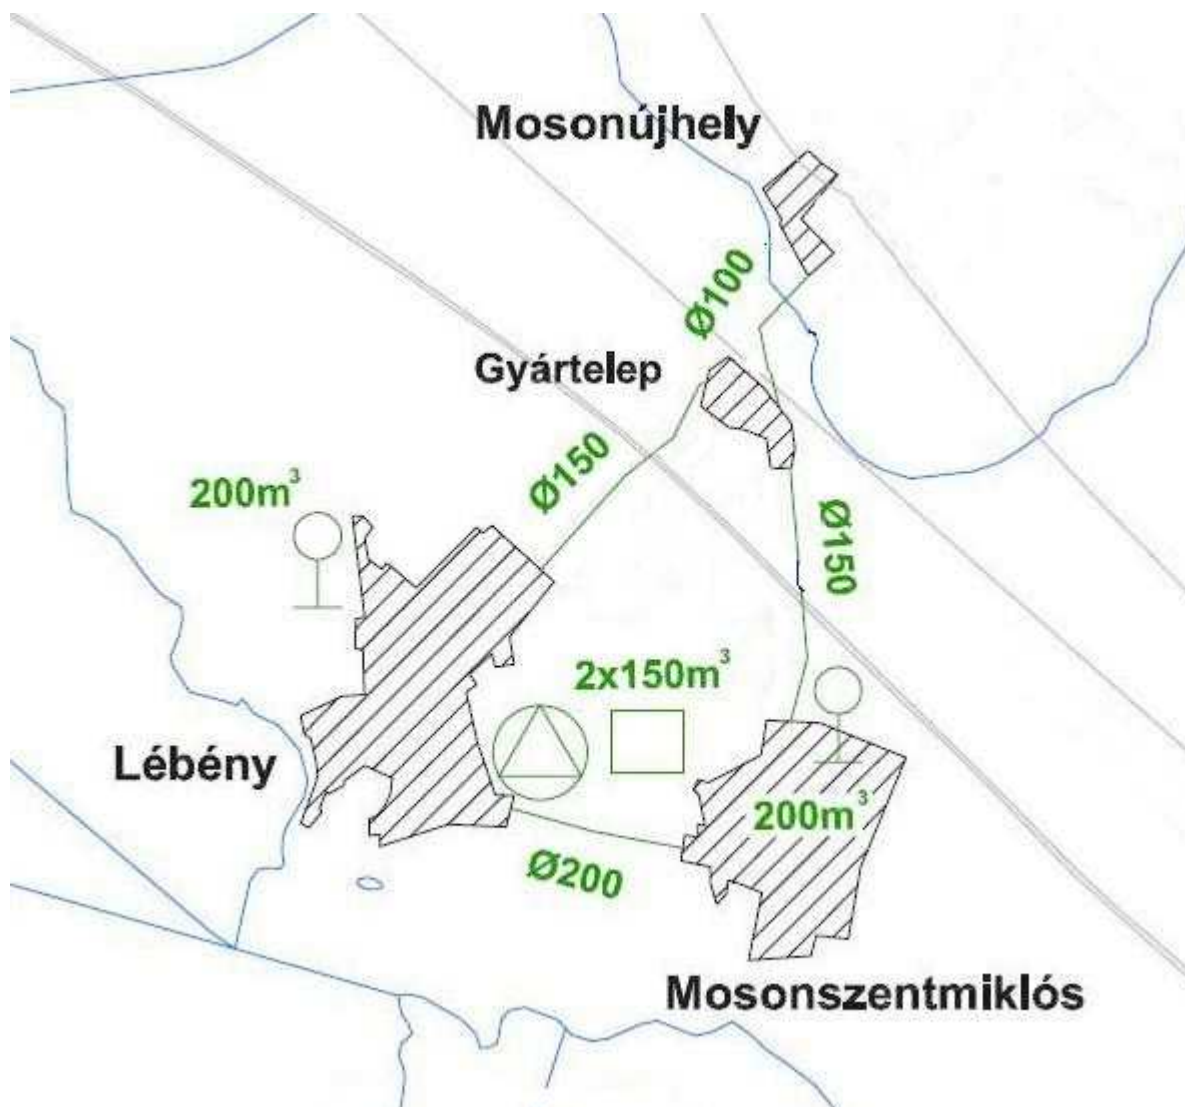 Mosonújhely
Ø100
Gyártelep
Ø150
200m³
Ø150
2x150m³
Lébény
200m³
Ø200
Mosonszentmiklós